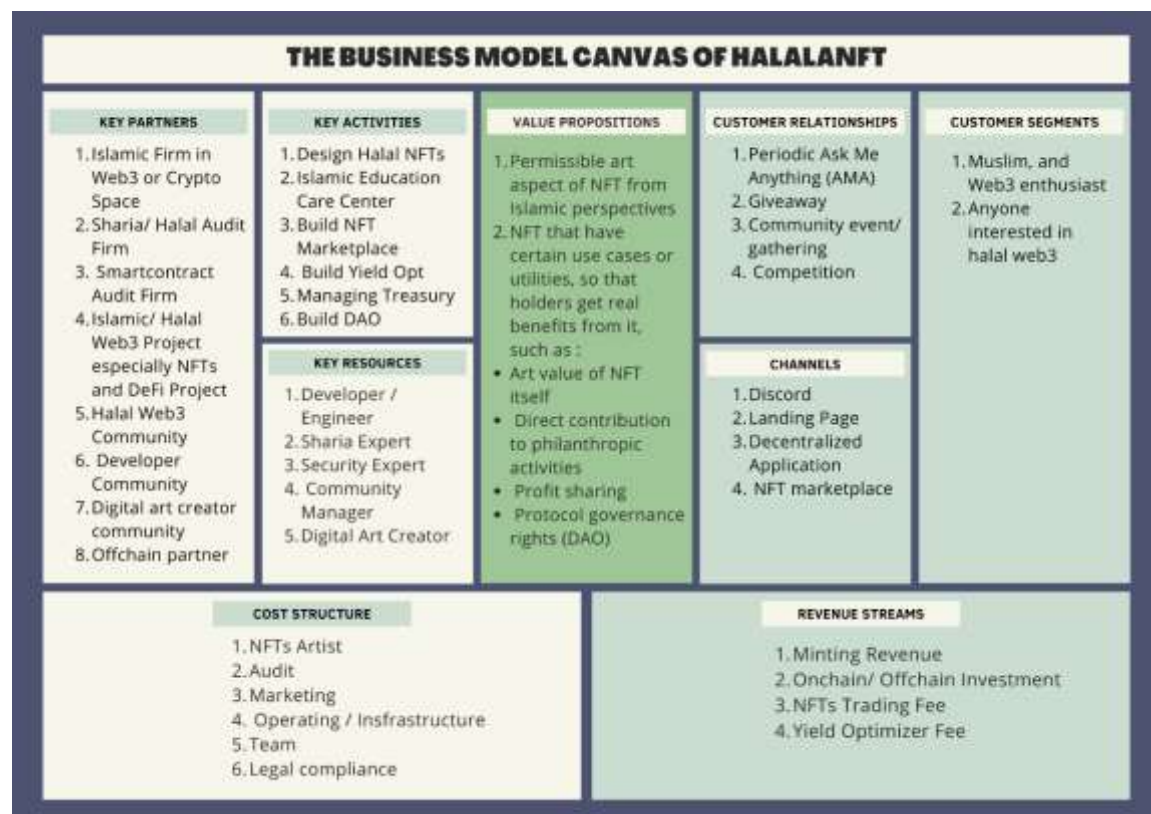 THE BUSINESS MODEL CANVAS OF HALALANFT
KEY PARTNERS
1. Islamic Firm in
Web3 or Crypto
Space
2. Sharia/ Halal Audit
Firm
3. Smartcontract
Audit Firm
4. Islamic/ Halal
Web3 Project
especially NFTs
and DeFi Project
5. Halal Web3
Community
6. Developer
Community
7. Digital art creator
community
8. Offchain partner
KEY ACTIVITIES
1. Design Halal NFTs
2. Islamic Education
Care Center
3. Build NFT
Marketplace
4. Build Yield Opt
5. Managing Treasury
6. Build DAO
KEY RESOURCES
1. Developer /
Engineer
2. Sharia Expert
3. Security Expert
4. Community
Manager
5. Digital Art Creator
VALUE PROPOSITIONS
1. Permissible art
aspect of NFT from
Islamic perspectives
2. NFT that have
certain use cases or
utilities, so that
holders get real
benefits from it,
such as :
• Art value of NFT
itself
• Direct contribution
to philanthropic
activities
• Profit sharing
• Protocol governance
rights (DAO)
CUSTOMER RELATIONSHIPS
1. Periodic Ask Me
Anything (AMA)
2. Giveaway
3. Community event/
gathering
4. Competition
CHANNELS
1. Discord
2. Landing Page
3. Decentralized
Application
4. NFT marketplace
CUSTOMER SEGMENTS
1. Muslim, and
Web3 enthusiast
2. Anyone
interested in
halal web3
COST STRUCTURE
1. NFTs Artist
2. Audit
3. Marketing
4. Operating / Insfrastructure
5. Team
6. Legal compliance
REVENUE STREAMS
1. Minting Revenue
2. Onchain/ Offchain Investment
3. NFTs Trading Fee
4. Yield Optimizer Fee